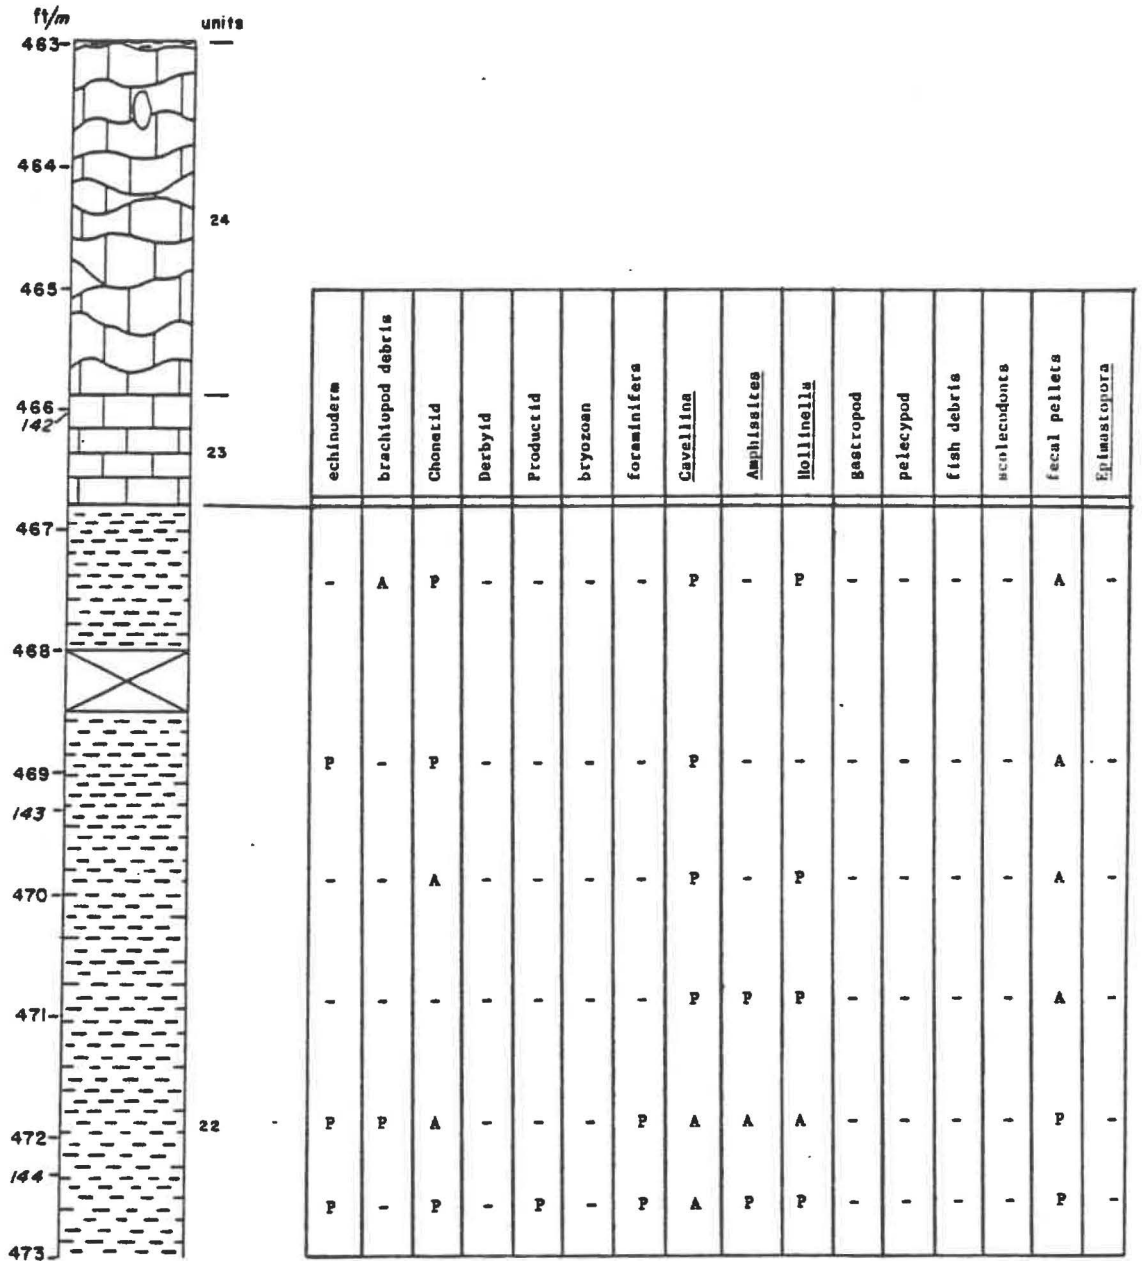 ft/m units
463
464
24
465
466
142
23
467
468
469
143
470
471
22
472
144
473
echinoderm
brachiopod debris
Chonetid
Derbyid
Productid
bryozoan
foraminifera
Cavellina
Amphissites
Hollinella
gastropod
pelecypod
fish debris
scolecodonts
fecal pellets
Epimastopora
- A P - - - - P - P - - - - A -
P - P - - - - P - - - - - - A -
- - A - - - - P - P - - - - A -
- - - - - - - P P P - - - - A -
P P A - - - P A A A - - - - P -
P - P - P - P A P P - - - - P -